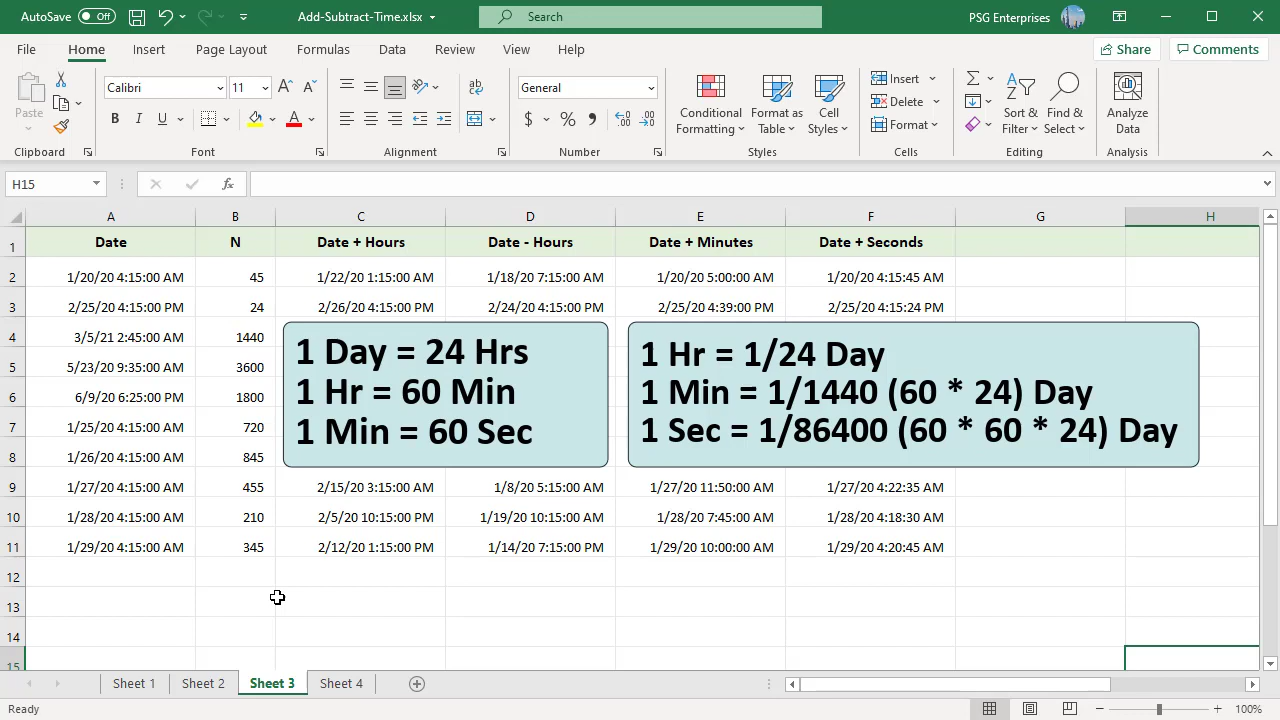 AutoSave Off Add-Subtract-Time.xlsx Search PSG Enterprises
File Home Insert Page Layout Formulas Data Review View Help Share Comments
Paste Calibri 11 General Conditional Formatting Format as Table Cell Styles Insert Delete Format Sort & Filter Find & Select Analyze Data
Clipboard Font Alignment Number Styles Cells Editing Analysis
H15 fx
A B C D E F G H
1 Date N Date + Hours Date - Hours Date + Minutes Date + Seconds
2 1/20/20 4:15:00 AM 45 1/22/20 1:15:00 AM 1/18/20 7:15:00 AM 1/20/20 5:00:00 AM 1/20/20 4:15:45 AM
3 2/25/20 4:15:00 PM 24 2/26/20 4:15:00 PM 2/24/20 4:15:00 PM 2/25/20 4:39:00 PM 2/25/20 4:15:24 PM
4 3/5/21 2:45:00 AM 1440
5 5/23/20 9:35:00 AM 3600
6 6/9/20 6:25:00 PM 1800
7 1/25/20 4:15:00 AM 720
8 1/26/20 4:15:00 AM 845
1 Day = 24 Hrs
1 Hr = 60 Min
1 Min = 60 Sec
1 Hr = 1/24 Day
1 Min = 1/1440 (60 * 24) Day
1 Sec = 1/86400 (60 * 60 * 24) Day
9 1/27/20 4:15:00 AM 455 2/15/20 3:15:00 AM 1/8/20 5:15:00 AM 1/27/20 11:50:00 AM 1/27/20 4:22:35 AM
10 1/28/20 4:15:00 AM 210 2/5/20 10:15:00 PM 1/19/20 10:15:00 AM 1/28/20 7:45:00 AM 1/28/20 4:18:30 AM
11 1/29/20 4:15:00 AM 345 2/12/20 1:15:00 PM 1/14/20 7:15:00 PM 1/29/20 10:00:00 AM 1/29/20 4:20:45 AM
12
13
14
15
Sheet 1 Sheet 2 Sheet 3 Sheet 4
Ready 100%